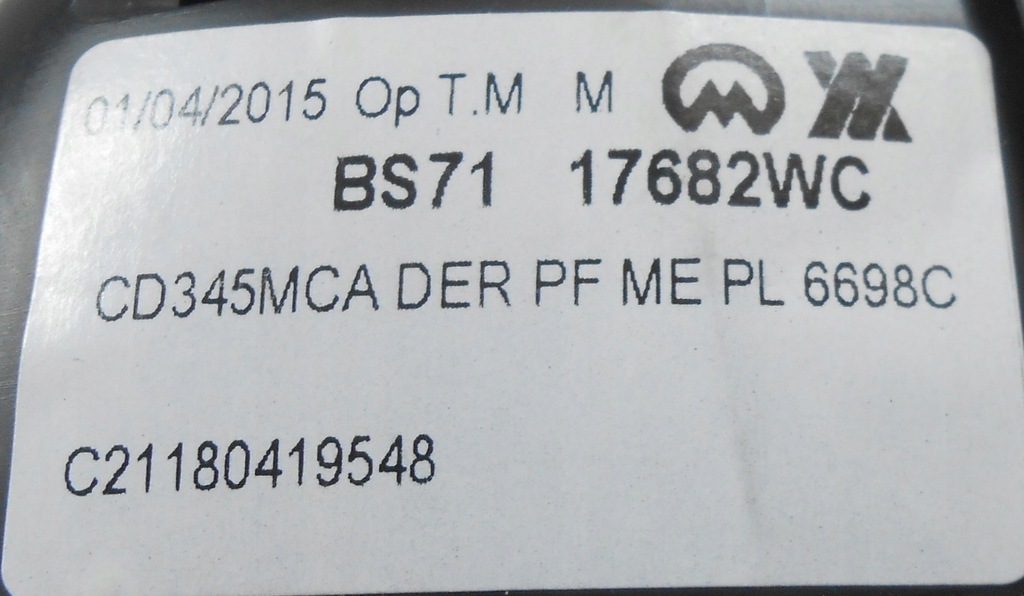 01/04/2015 Op T.M M
BS71 17682WC
CD345MCA DER PF ME PL 6698C
C21180419548